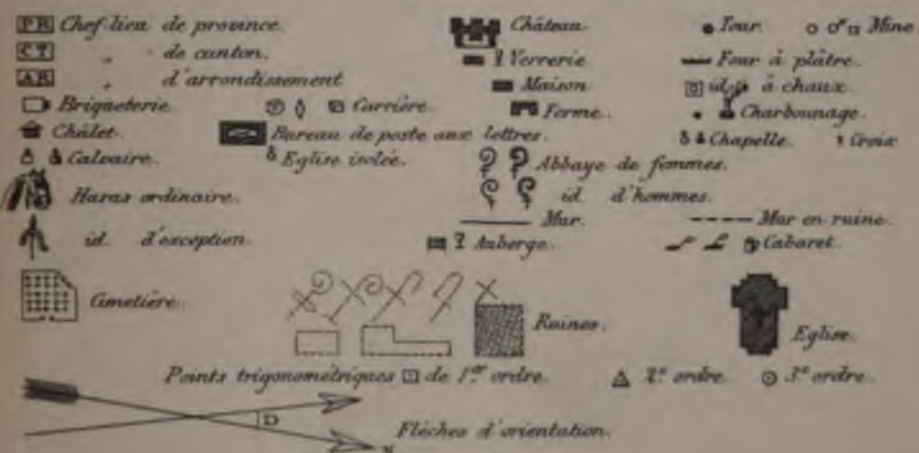 PR Chef-lieu de province. Château. Tour. Mine
CT „ „ de canton. Verrerie Four à plâtre.
AR „ d'arrondissement Maison id. à chaux.
Briqueterie Carrière. Ferme. Charbonnage.
Châlet. Bureau de poste aux lettres. Chapelle. Croix
Calvaire. Eglise isolée. Abbaye de femmes.
Haras ordinaire. id d'hommes.
Mur. Mur en ruine.
id. d'exception. Auberge. Cabaret.
Cimetière. Ruines. Eglise.
Points trigonométriques de 1er ordre. 2e ordre. 3e ordre.
D
Flèches d'orientation.
N